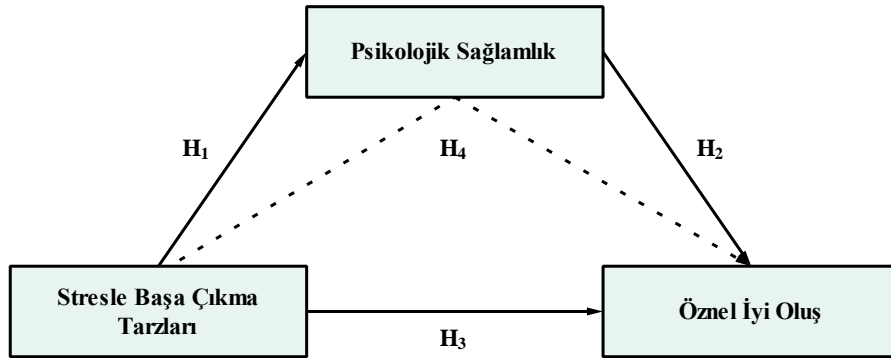 Psikolojik Sağlamlık
H1
H4
H2
Stresle Başa Çıkma
Tarzları
Öznel İyi Oluş
H3